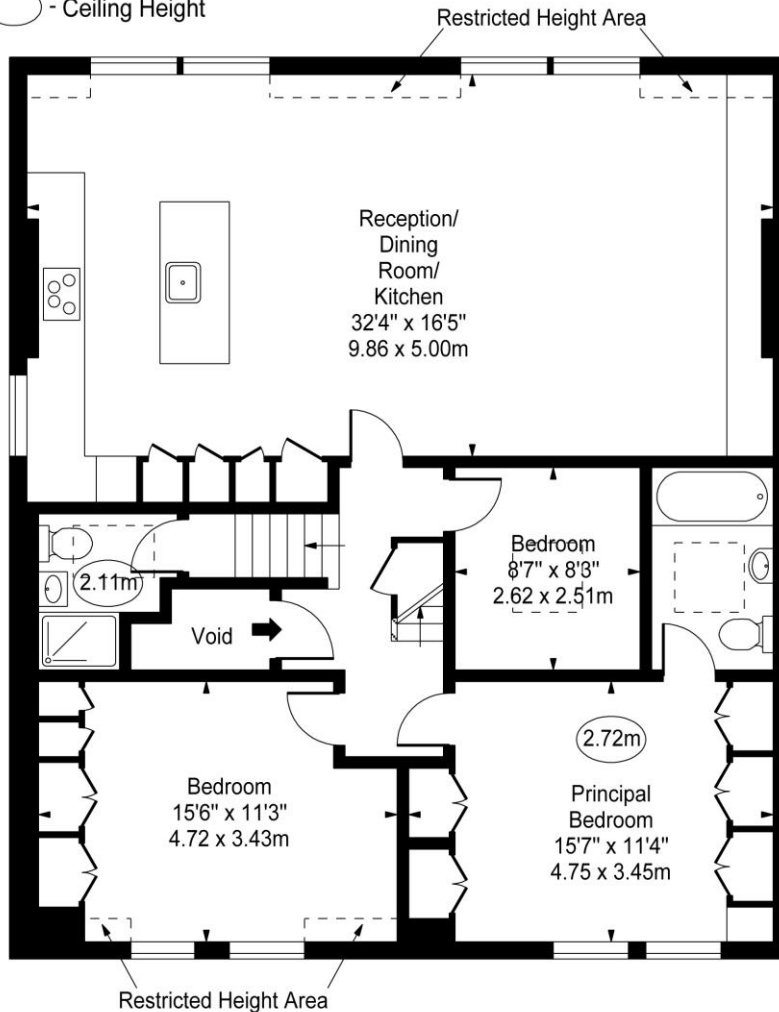 - Ceiling Height
Restricted Height Area
Reception/
Dining
Room/
Kitchen
32'4" x 16'5"
9.86 x 5.00m
Bedroom
8'7" x 8'3"
2.62 x 2.51m
2.11m
Void
2.72m
Bedroom
15'6" x 11'3"
4.72 x 3.43m
Principal
Bedroom
15'7" x 11'4"
4.75 x 3.45m
Restricted Height Area